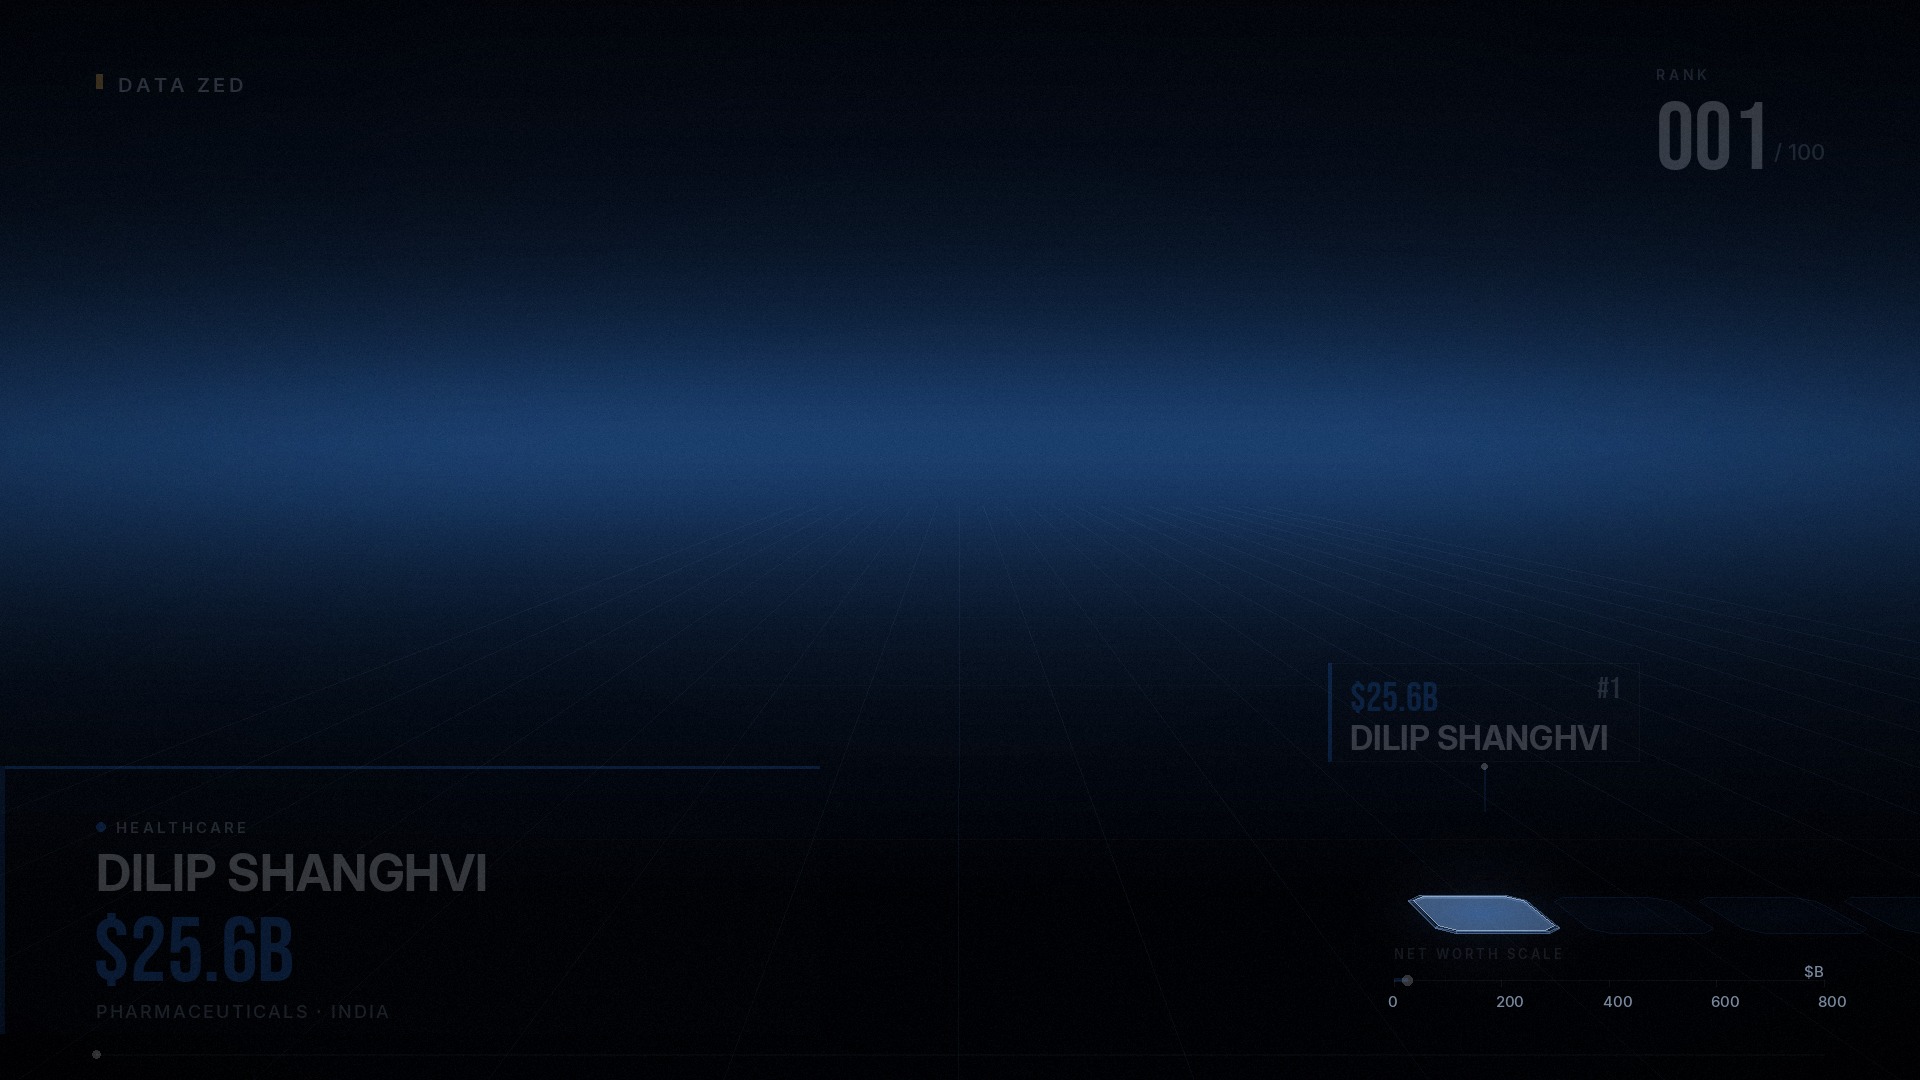 DATA ZED
RANK
001 / 100
$25.6B #1
DILIP SHANGHVI
HEALTHCARE
DILIP SHANGHVI
$25.6B
PHARMACEUTICALS · INDIA
NET WORTH SCALE
$B
0 200 400 600 800